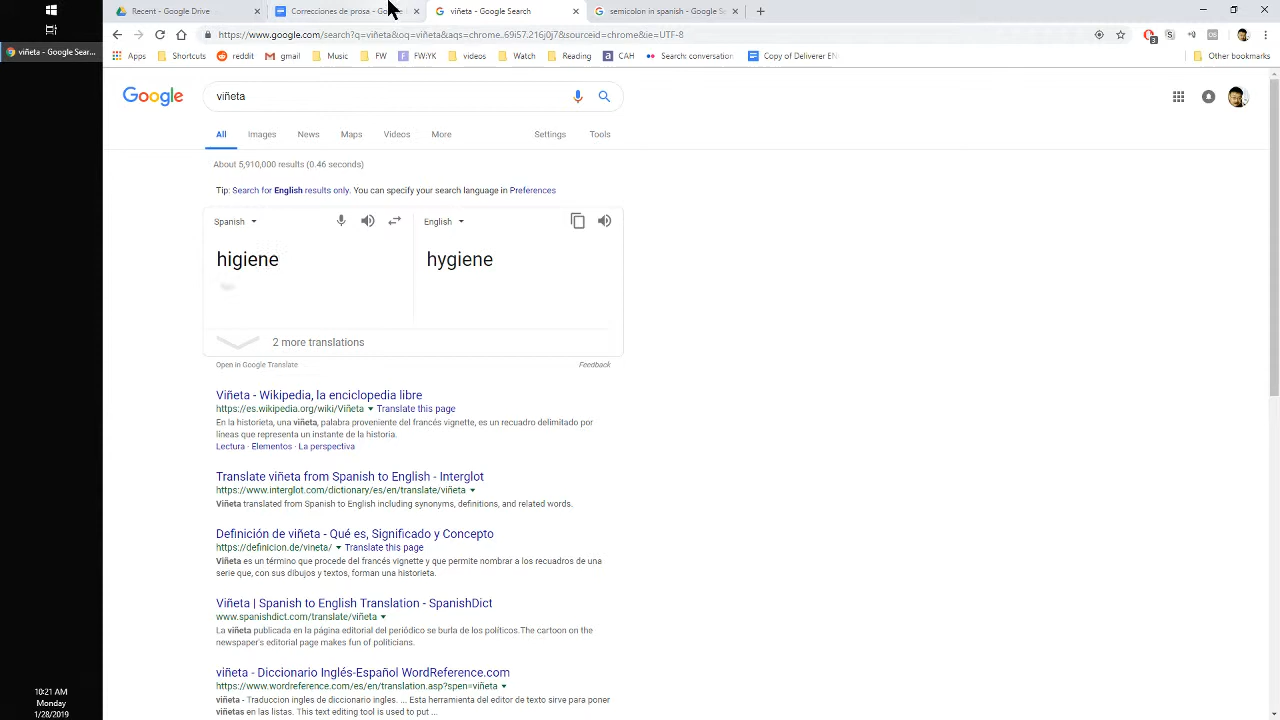 Recent - Google Drive
Correciones de prosa - Go
viñeta - Google Search
semicolon in spanish - Google S
https://www.google.com/search?q=viñeta&oq=viñeta&aqs=chrome..69i57.216j0j7&sourceid=chrome&ie=UTF-8
Apps Shortcuts reddit gmail Music FW FW:YK videos Watch Reading CAH Search: conversation Copy of Deliverer EN Other bookmarks
viñeta - Google Sear...
Google
viñeta
All Images News Maps Videos More Settings Tools
About 5,910,000 results (0.46 seconds)
Tip: Search for English results only. You can specify your search language in Preferences
Spanish English
higiene hygiene
2 more translations
Open in Google Translate Feedback
Viñeta - Wikipedia, la enciclopedia libre
https://es.wikipedia.org/wiki/Viñeta Translate this page
En la historieta, una viñeta, palabra proveniente del francés vignette, es un recuadro delimitado por
líneas que representa un instante de la historia.
Lectura · Elementos · La perspectiva
Translate viñeta from Spanish to English - Interglot
https://www.interglot.com/dictionary/es/en/translate/viñeta
Viñeta translated from Spanish to English including synonyms, definitions, and related words.
Definición de viñeta - Qué es, Significado y Concepto
https://definicion.de/vineta/ Translate this page
Viñeta es un término que procede del francés vignette y que permite nombrar a los recuadros de una
serie que, con sus dibujos y textos, forman una historieta.
Viñeta | Spanish to English Translation - SpanishDict
www.spanishdict.com/translate/viñeta
La viñeta publicada en la página editorial del periódico se burla de los políticos.The cartoon on the
newspaper's editorial page makes fun of politicians.
viñeta - Diccionario Inglés-Español WordReference.com
https://www.wordreference.com/es/en/translation.asp?spen=viñeta
viñeta - Traduccion ingles de diccionario ingles. ... Esta herramienta del editor de texto sirve para poner
viñetas en las listas. This text editing tool is used to put ...
10:21 AM
Monday
1/28/2019